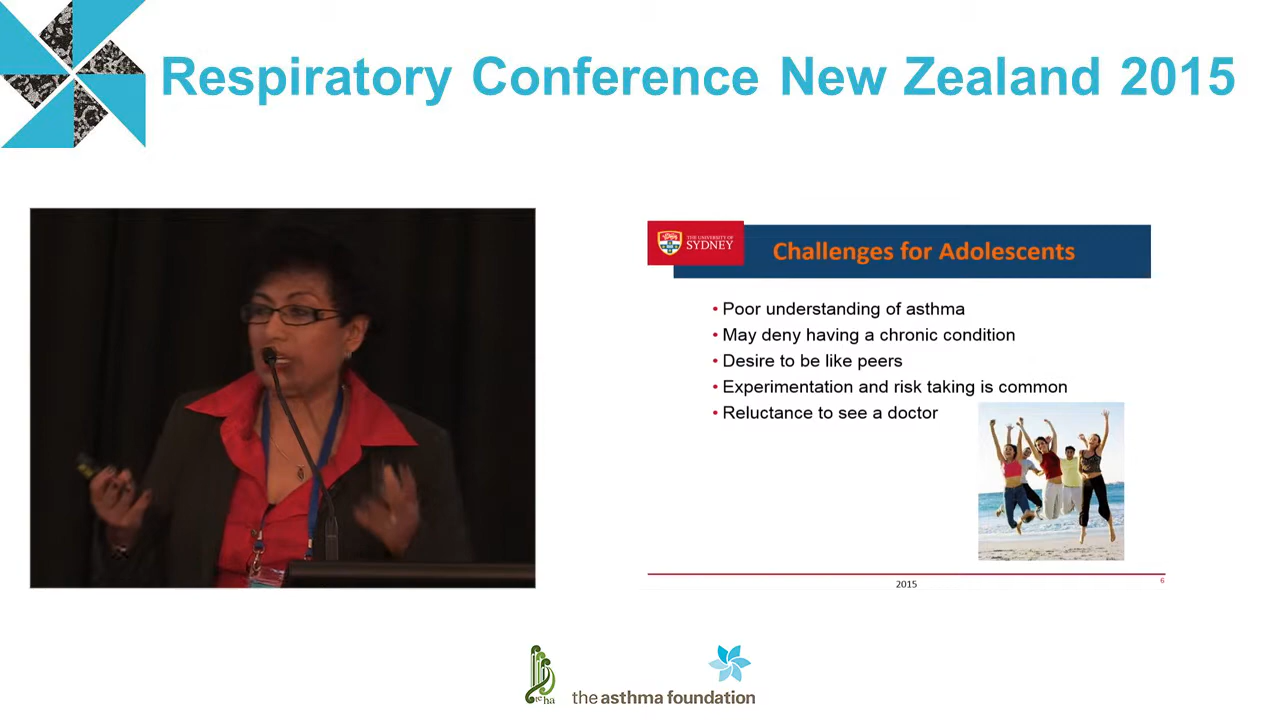 Respiratory Conference New Zealand 2015
THE UNIVERSITY OF
SYDNEY
Challenges for Adolescents
• Poor understanding of asthma
• May deny having a chronic condition
• Desire to be like peers
• Experimentation and risk taking is common
• Reluctance to see a doctor
2015
6
te ha
the asthma foundation